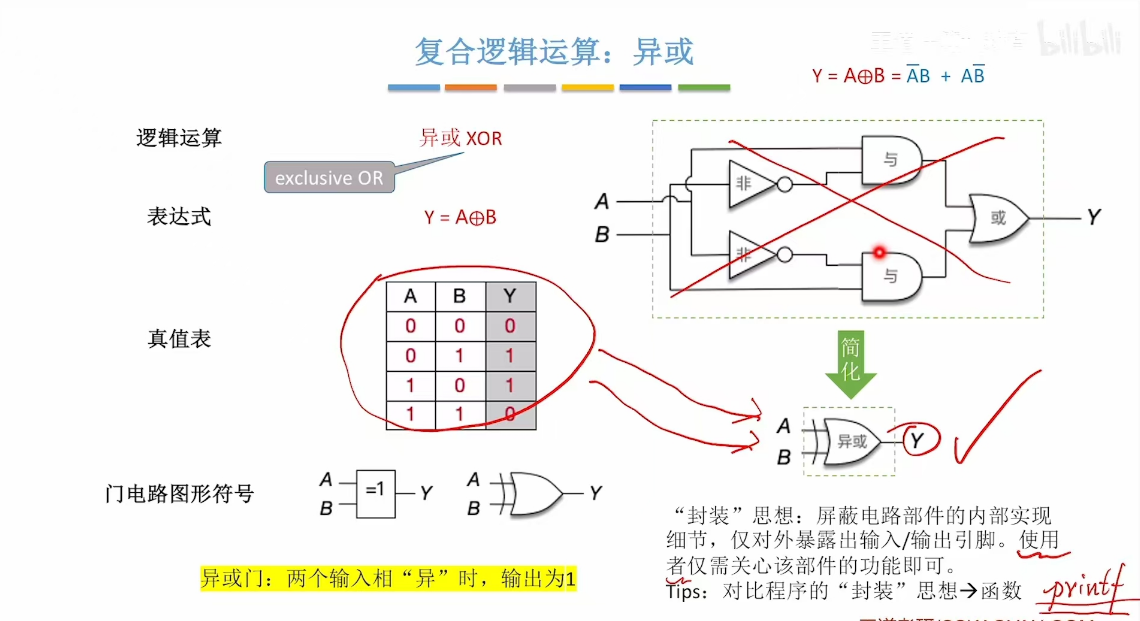 复合逻辑运算：异或
bilibili
Y = A⊕B = A̅B + AB̅
逻辑运算
异或 XOR
exclusive OR
表达式
Y = A⊕B
真值表
A B Y
0 0 0
0 1 1
1 0 1
1 1 0
A
B
非
非
与
与
或
Y
简化
A
B
异或
Y
门电路图形符号
A
B
=1
Y
A
B
Y
异或门：两个输入相“异”时，输出为1
“封装”思想：屏蔽电路部件的内部实现
细节，仅对外暴露出输入/输出引脚。使用
者仅需关心该部件的功能即可。
Tips：对比程序的“封装”思想→函数
printf